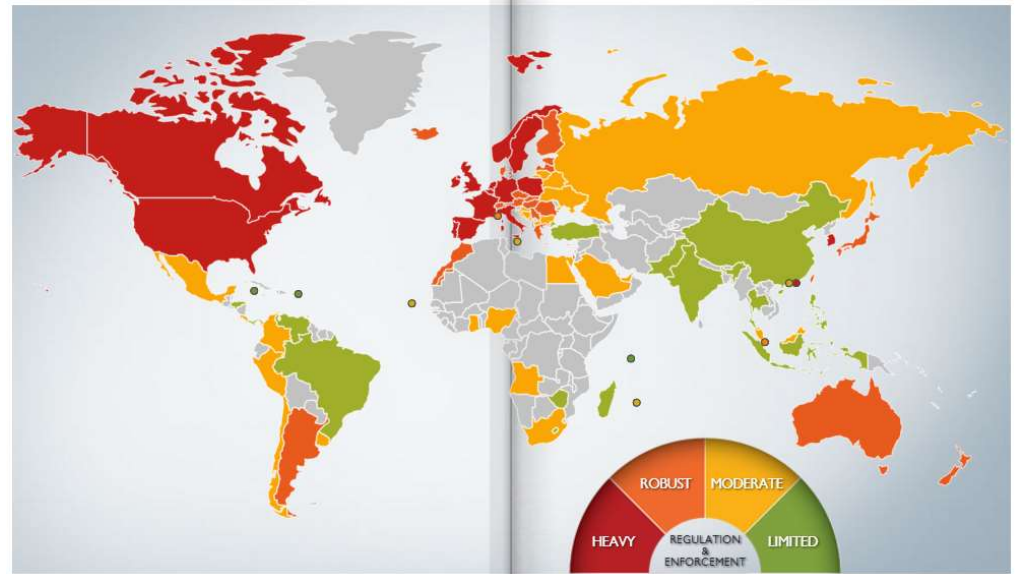 ROBUST
MODERATE
HEAVY
REGULATION
&
ENFORCEMENT
LIMITED